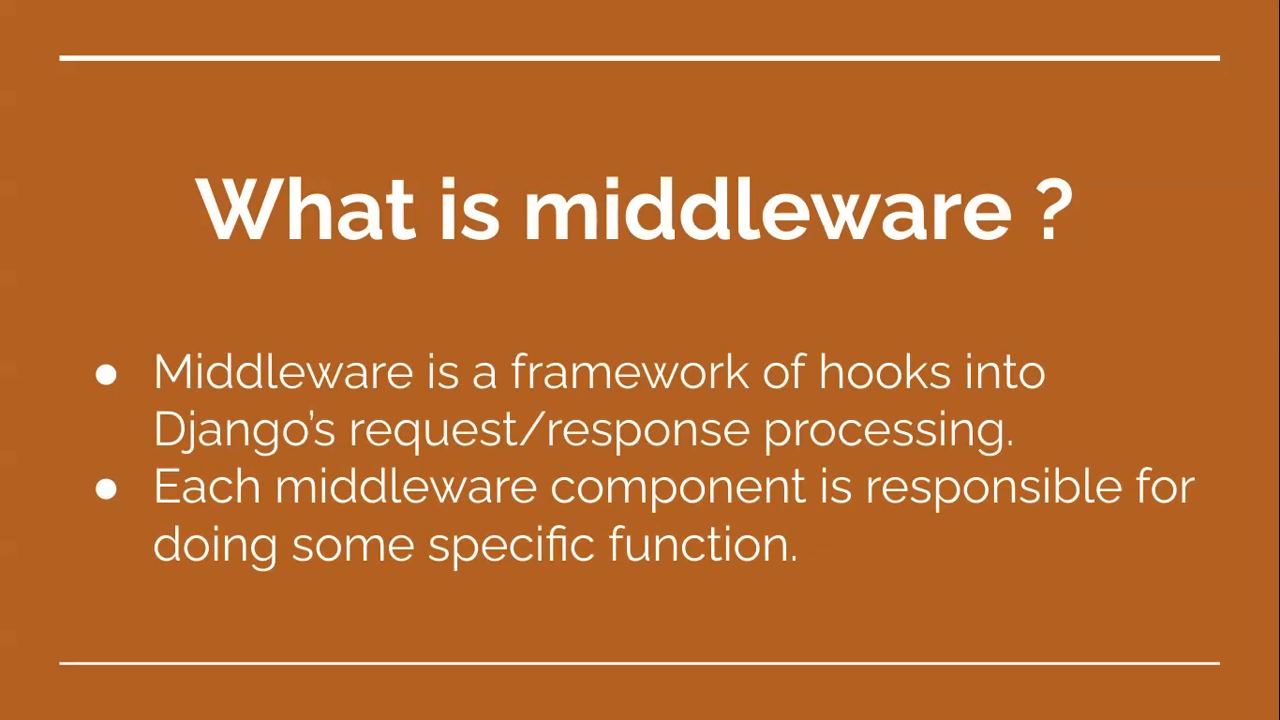 What is middleware ?
● Middleware is a framework of hooks into
Django’s request/response processing.
● Each middleware component is responsible for
doing some specific function.